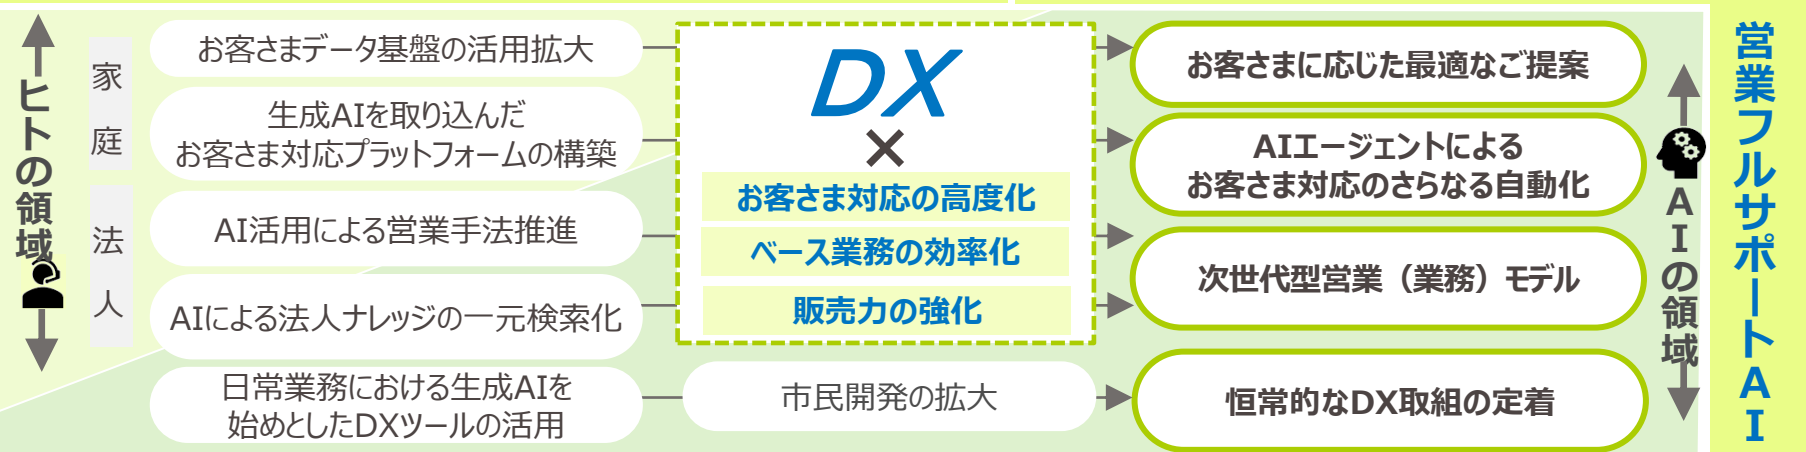 ヒトの領域
家庭
お客さまデータ基盤の活用拡大
生成AIを取り込んだ
お客さま対応プラットフォームの構築
法人
AI活用による営業手法推進
AIによる法人ナレッジの一元検索化
日常業務における生成AIを
始めとしたDXツールの活用
DX
×
お客さま対応の高度化
ベース業務の効率化
販売力の強化
市民開発の拡大
お客さまに応じた最適なご提案
AIエージェントによる
お客さま対応のさらなる自動化
次世代型営業（業務）モデル
恒常的なDX取組の定着
AIの領域
営業フルサポートAI